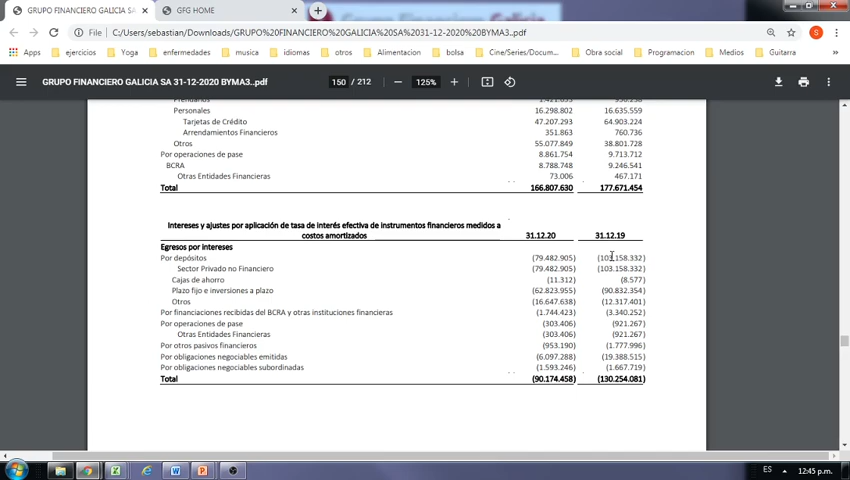 Grupo Financiero Galicia
GRUPO FINANCIERO GALICIA SA
GFG HOME
File
C:/Users/sebastian/Downloads/GRUPO%20FINANCIERO%20GALICIA%20SA%2031-12-2020%20BYMA3..pdf
S
Apps ejercicios Yoga enfermedades musica idiomas otros Alimentacion bolsa Cine/Series/Docum... Obra social Programacion Medios Guitarra
GRUPO FINANCIERO GALICIA SA 31-12-2020 BYMA3..pdf 150 / 212 125%
Prendarios
Personales 16.298.802 16.635.559
Tarjetas de Crédito 47.207.293 64.903.224
Arrendamientos Financieros 351.863 760.736
Otros 55.077.849 38.801.728
Por operaciones de pase 8.861.754 9.713.712
BCRA 8.788.748 9.246.541
Otras Entidades Financieras 73.006 467.171
Total 166.807.630 177.671.454
Intereses y ajustes por aplicación de tasa de interés efectiva de instrumentos financieros medidos a
costos amortizados 31.12.20 31.12.19
Egresos por intereses
Por depósitos (79.482.905) (103.158.332)
Sector Privado no Financiero (79.482.905) (103.158.332)
Cajas de ahorro (11.312) (8.577)
Plazo fijo e inversiones a plazo (62.823.955) (90.832.354)
Otros (16.647.638) (12.317.401)
Por financiaciones recibidas del BCRA y otras instituciones financieras (1.744.423) (3.340.252)
Por operaciones de pase (303.406) (921.267)
Otras Entidades Financieras (303.406) (921.267)
Por otros pasivos financieros (953.190) (1.777.996)
Por obligaciones negociables emitidas (6.097.288) (19.388.515)
Por obligaciones negociables subordinadas (1.593.246) (1.667.719)
Total (90.174.458) (130.254.081)
ES 12:45 p.m.